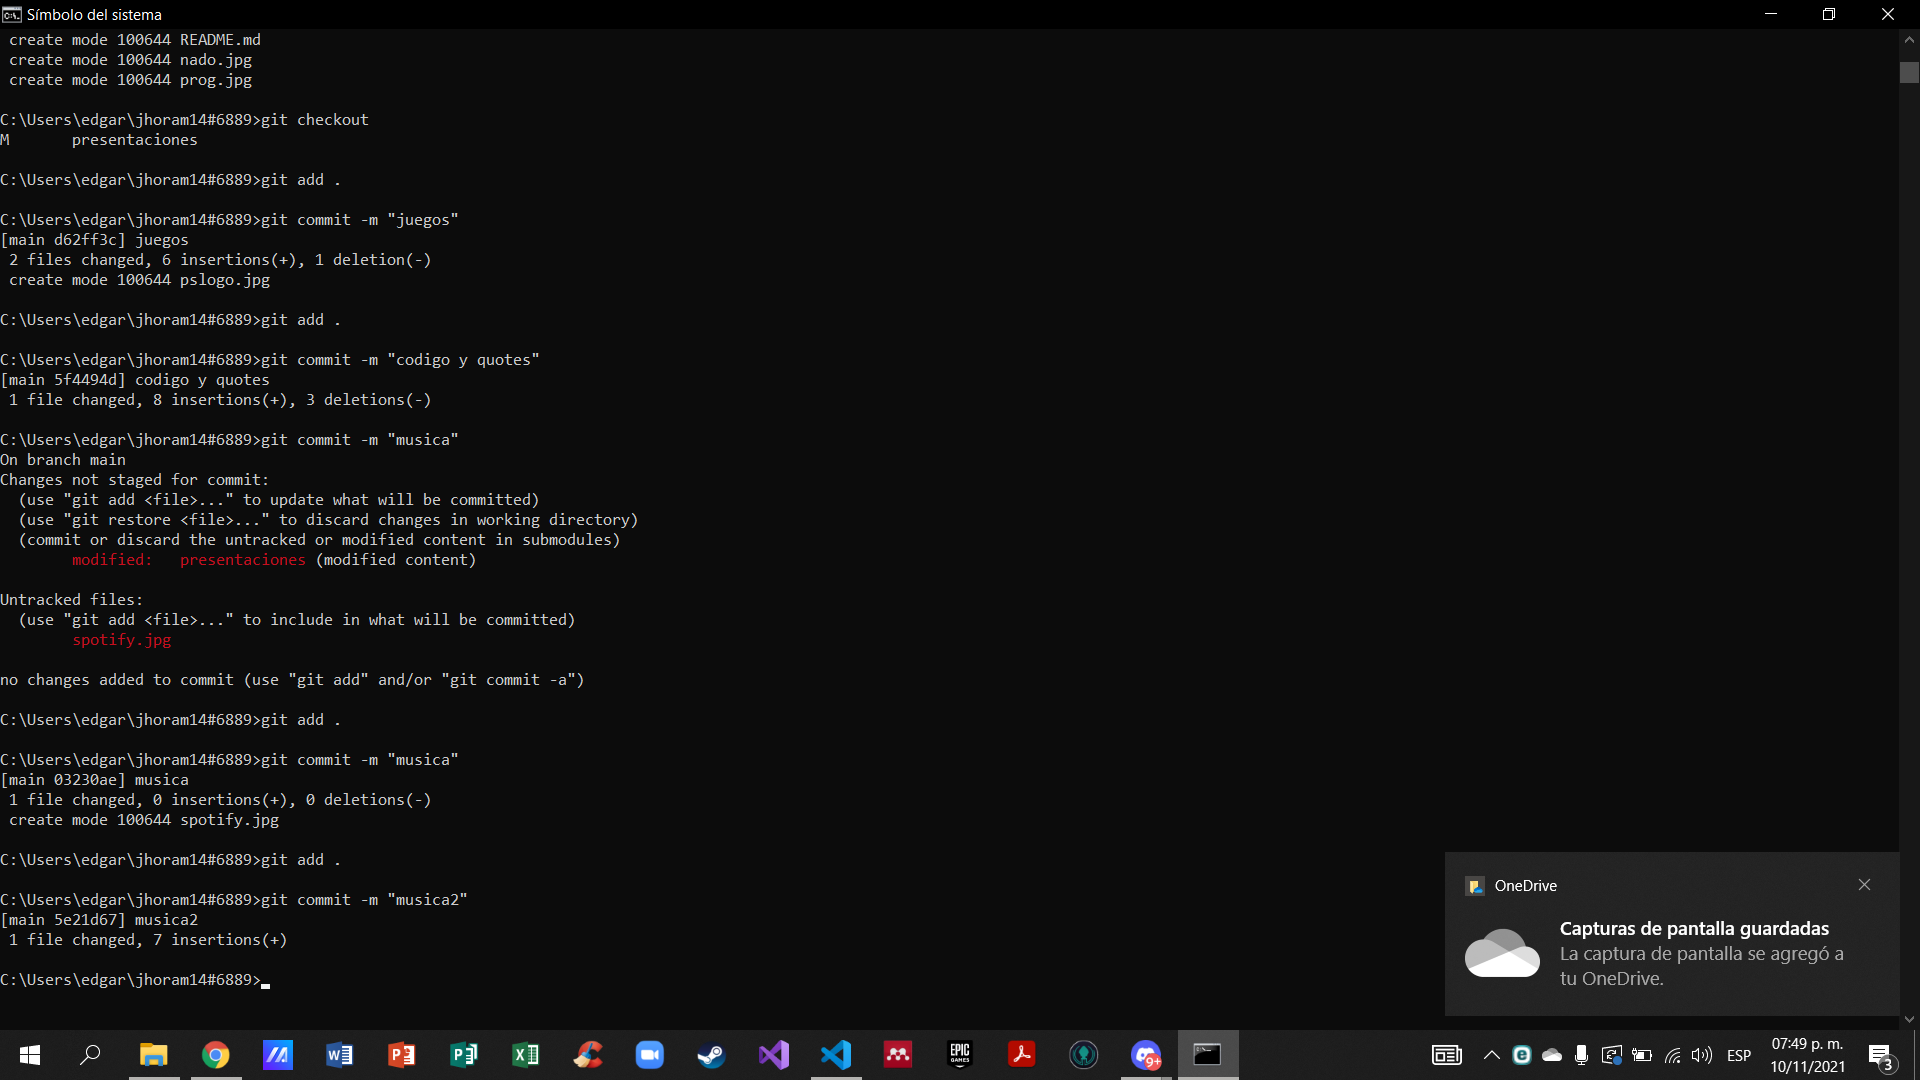 Símbolo del sistema
 create mode 100644 README.md
 create mode 100644 nado.jpg
 create mode 100644 prog.jpg
C:\Users\edgar\jhoram14#6889>git checkout
M       presentaciones
C:\Users\edgar\jhoram14#6889>git add .
C:\Users\edgar\jhoram14#6889>git commit -m "juegos"
[main d62ff3c] juegos
 2 files changed, 6 insertions(+), 1 deletion(-)
 create mode 100644 pslogo.jpg
C:\Users\edgar\jhoram14#6889>git add .
C:\Users\edgar\jhoram14#6889>git commit -m "codigo y quotes"
[main 5f4494d] codigo y quotes
 1 file changed, 8 insertions(+), 3 deletions(-)
C:\Users\edgar\jhoram14#6889>git commit -m "musica"
On branch main
Changes not staged for commit:
  (use "git add <file>..." to update what will be committed)
  (use "git restore <file>..." to discard changes in working directory)
  (commit or discard the untracked or modified content in submodules)
        modified:   presentaciones (modified content)
Untracked files:
  (use "git add <file>..." to include in what will be committed)
        spotify.jpg
no changes added to commit (use "git add" and/or "git commit -a")
C:\Users\edgar\jhoram14#6889>git add .
C:\Users\edgar\jhoram14#6889>git commit -m "musica"
[main 03230ae] musica
 1 file changed, 0 insertions(+), 0 deletions(-)
 create mode 100644 spotify.jpg
C:\Users\edgar\jhoram14#6889>git add .
C:\Users\edgar\jhoram14#6889>git commit -m "musica2"
[main 5e21d67] musica2
 1 file changed, 7 insertions(+)
C:\Users\edgar\jhoram14#6889>
OneDrive
Capturas de pantalla guardadas
La captura de pantalla se agregó a
tu OneDrive.
EPIC
GAMES
9+
ESP
07:49 p. m.
10/11/2021
3